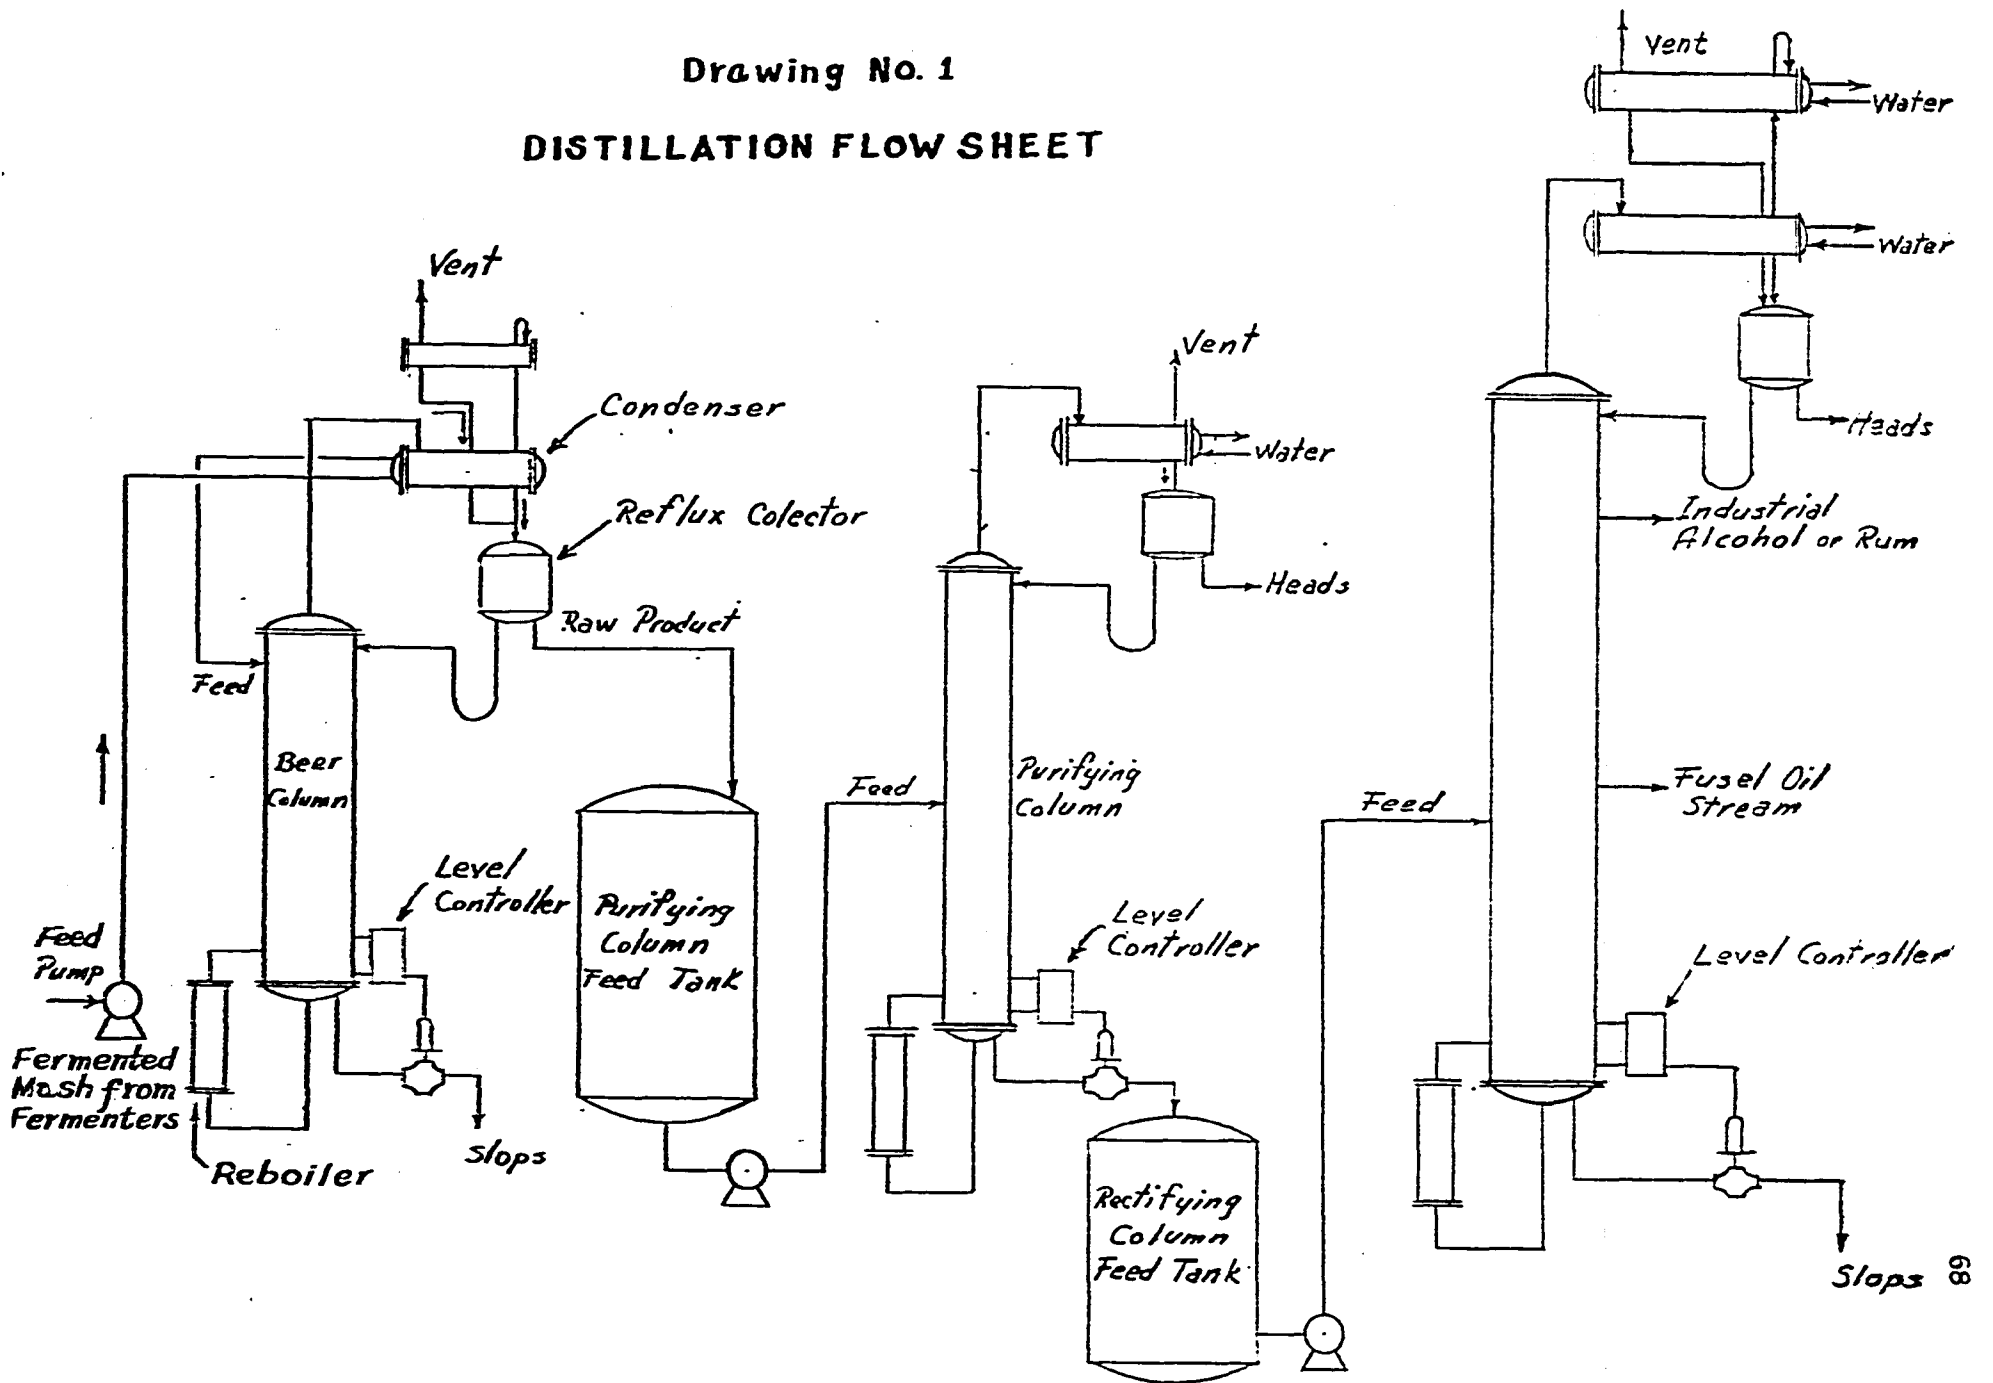 Drawing No. 1
DISTILLATION FLOW SHEET
Vent
Condenser
Reflux Colector
Raw Product
Feed
Beer
Column
Level
Controller
Feed
Pump
Fermented
Mash from
Fermenters
Reboiler
Slops
Purifying
Column
Feed Tank
Feed
Vent
Water
Heads
Purifying
Column
Level
Controller
Rectifying
Column
Feed Tank
Feed
Vent
Water
Water
Heads
Industrial
Alcohol or Rum
Fusel Oil
Stream
Level Controller
Slops
68